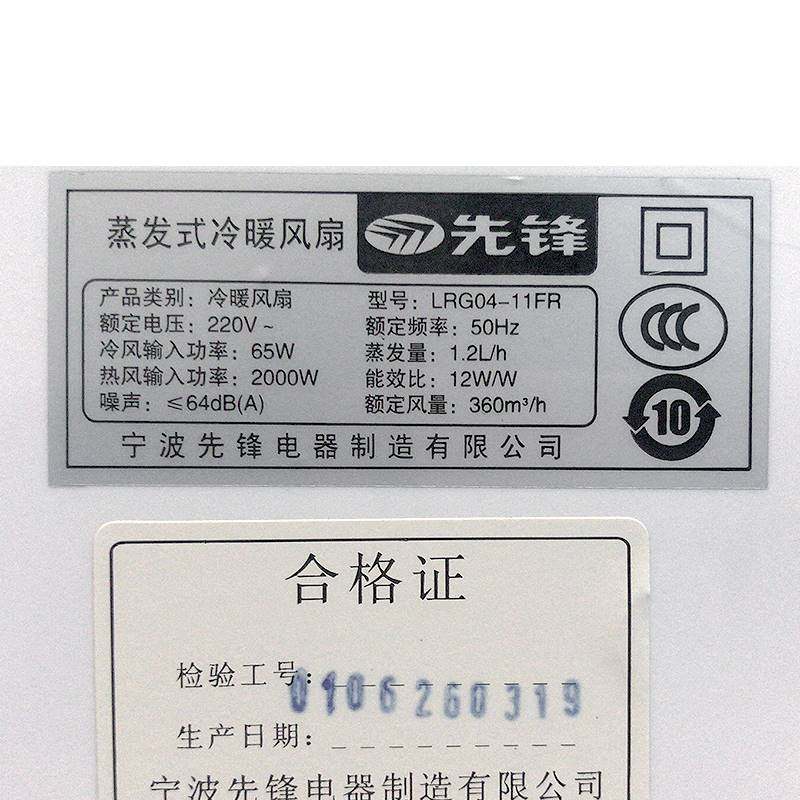 蒸发式冷暖风扇 先锋
产品类别: 冷暖风扇 型号: LRG04-11FR
额定电压: 220V~ 额定频率: 50Hz
冷风输入功率: 65W 蒸发量: 1.2L/h
热风输入功率: 2000W 能效比: 12W/W
噪声: ≤64dB(A) 额定风量: 360m³/h
宁波先锋电器制造有限公司
CCC
10
合格证
检验工号: 0106260319
生产日期:
宁波先锋电器制造有限公司